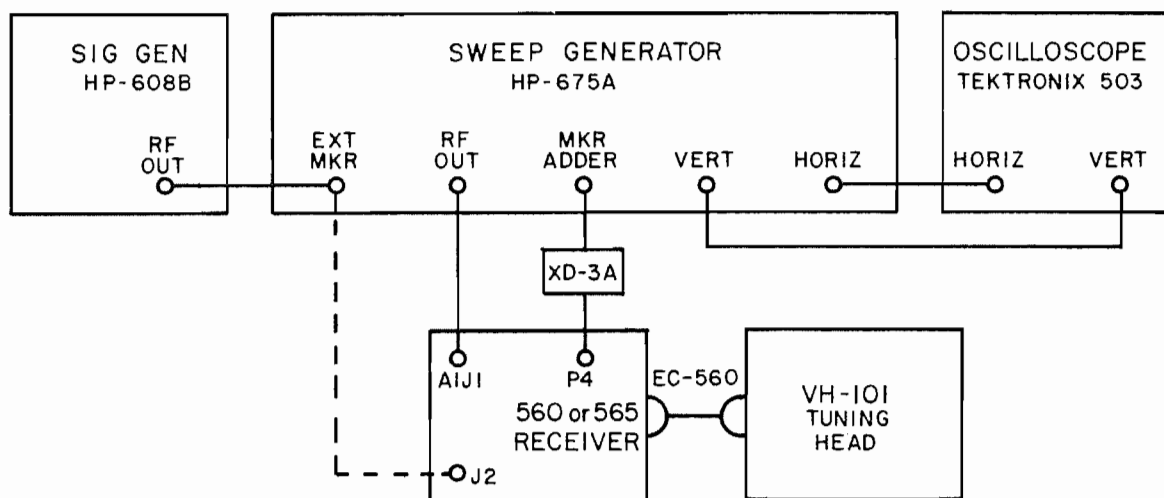 SIG GEN
HP-608B
RF
OUT
SWEEP GENERATOR
HP-675A
EXT
MKR
RF
OUT
MKR
ADDER
VERT
HORIZ
OSCILLOSCOPE
TEKTRONIX 503
HORIZ
VERT
XD-3A
A1J1
P4
560 or 565
RECEIVER
J2
EC-560
VH-101
TUNING
HEAD